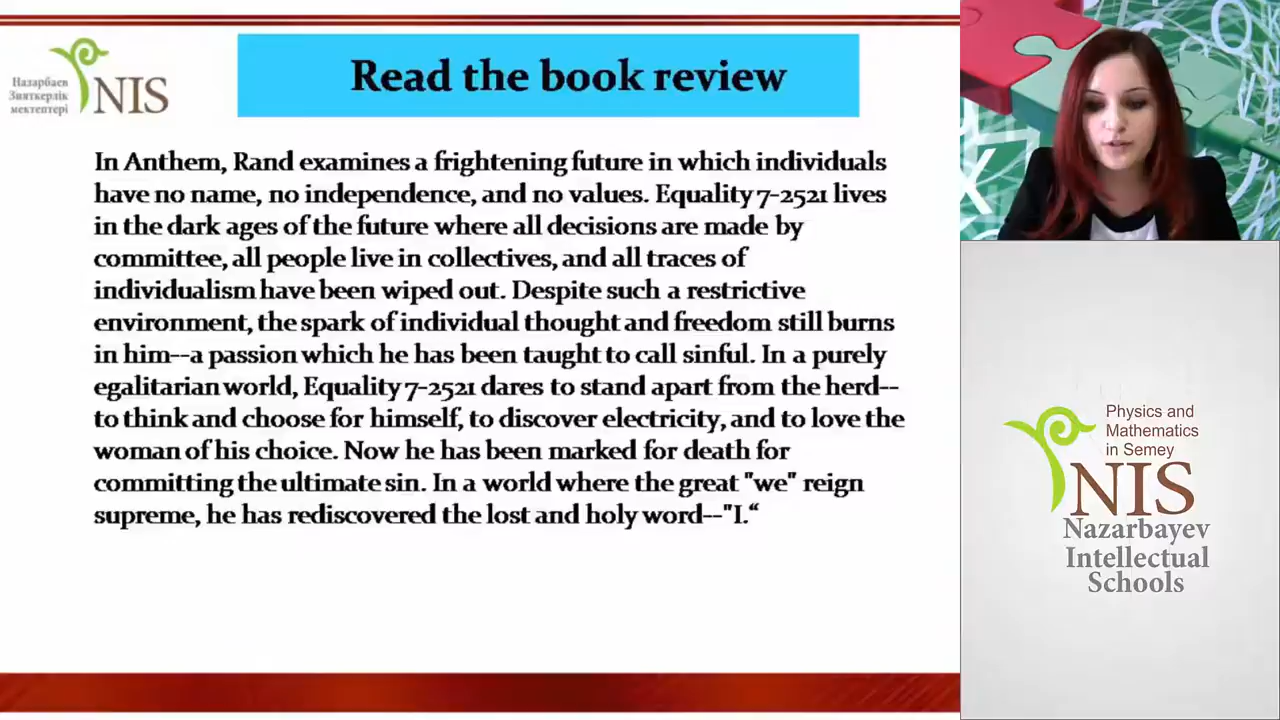 Назарбаев
Зияткерлік
мектептері
NIS
Read the book review
In Anthem, Rand examines a frightening future in which individuals
have no name, no independence, and no values. Equality 7-2521 lives
in the dark ages of the future where all decisions are made by
committee, all people live in collectives, and all traces of
individualism have been wiped out. Despite such a restrictive
environment, the spark of individual thought and freedom still burns
in him--a passion which he has been taught to call sinful. In a purely
egalitarian world, Equality 7-2521 dares to stand apart from the herd--
to think and choose for himself, to discover electricity, and to love the
woman of his choice. Now he has been marked for death for
committing the ultimate sin. In a world where the great "we" reign
supreme, he has rediscovered the lost and holy word--"I.“
Physics and
Mathematics
in Semey
NIS
Nazarbayev
Intellectual
Schools